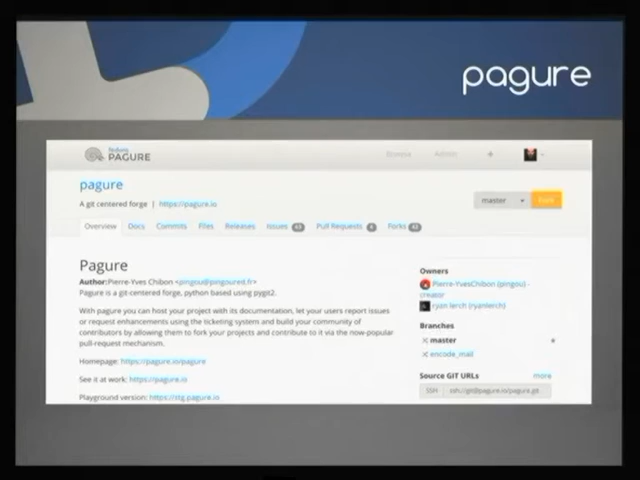 pagure
fedora
PAGURE
Browse
pagure
A git centered forge | https://pagure.io
master
Fork
Overview Docs Commits Files Releases Issues 43 Pull Requests 4 Forks 43
Pagure
Author:Pierre-Yves Chibon <pingou@pingoured.fr>
Pagure is a git-centered forge, python based using pygit2.
With pagure you can host your project with its documentation, let your users report issues
or request enhancements using the ticketing system and build your community of
contributors by allowing them to fork your projects and contribute to it via the now-popular
pull-request mechanism.
Homepage: https://pagure.io/pagure
See it at work: https://pagure.io
Playground version: https://stg.pagure.io
Owners
Pierre-YvesChibon (pingou) -
creator
ryan lerch (ryanlerch)
Branches
master
encode_mail
Source GIT URLs more
SSH ssh://git@pagure.io/pagure.git